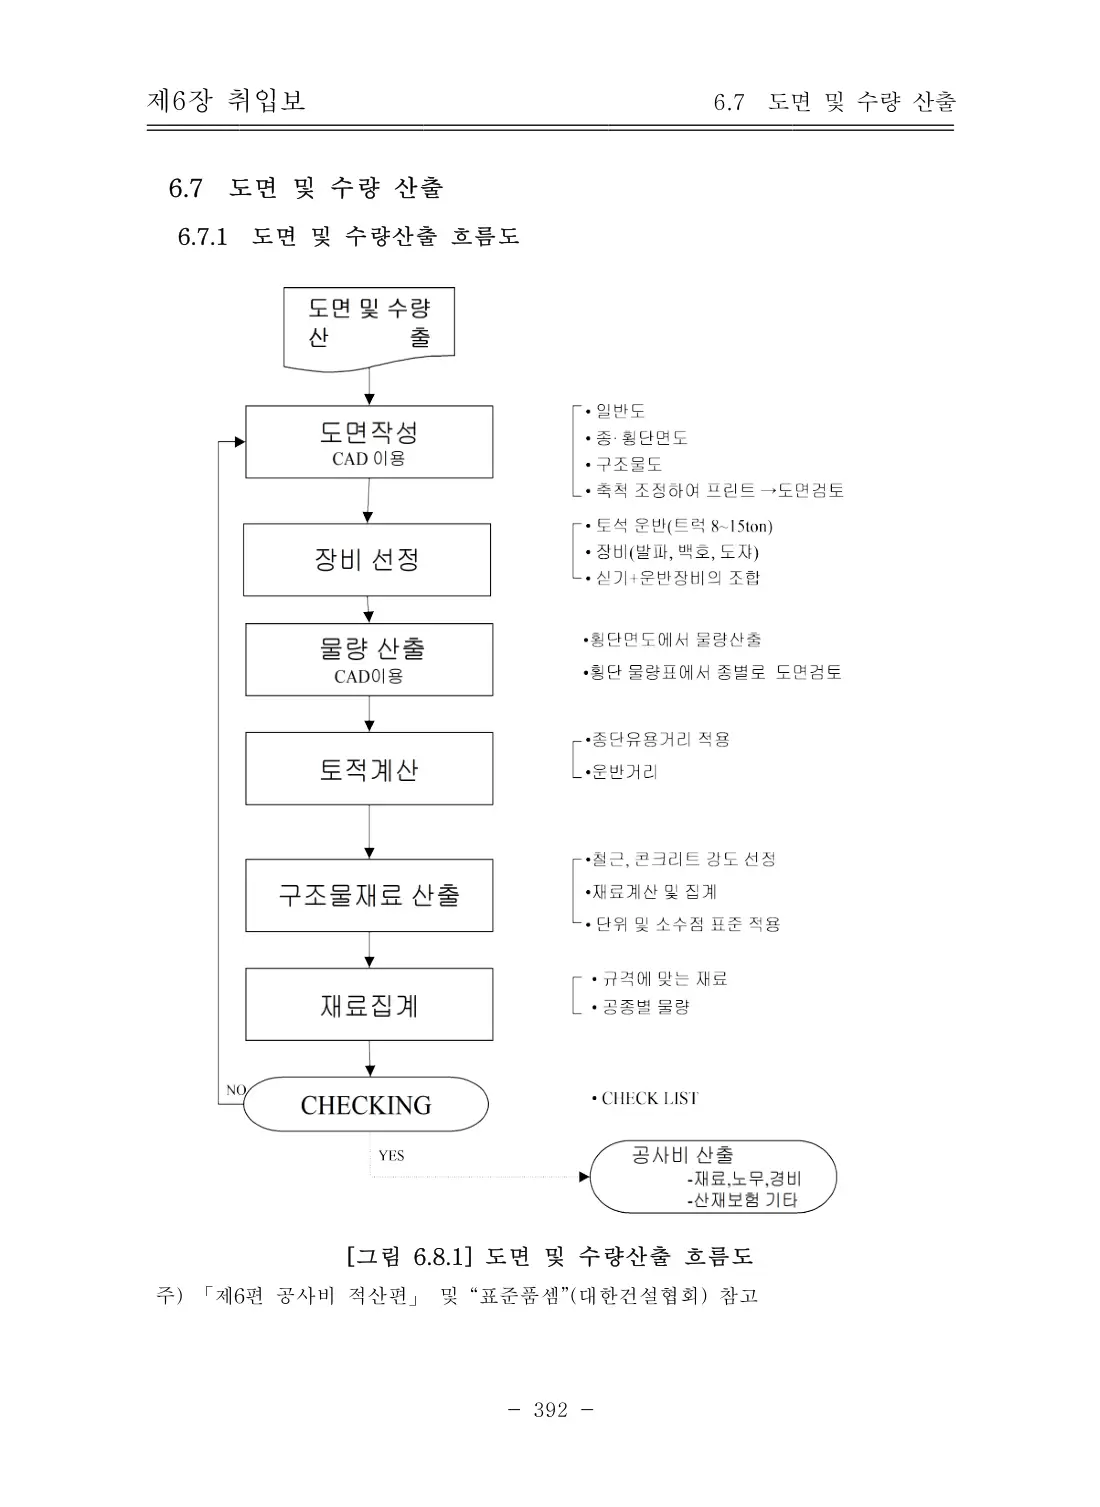 제6장 취입보
6.7 도면 및 수량 산출
6.7 도면 및 수량 산출
6.7.1 도면 및 수량산출 흐름도
도면 및 수량
산 출
도면작성
CAD 이용
• 일반도
• 종· 횡단면도
• 구조물도
• 축척 조정하여 프린트 →도면검토
장비 선정
• 토석 운반(트럭 8~15ton)
• 장비(발파, 백호, 도쟈)
• 싣기+운반장비의 조합
물량 산출
CAD이용
•횡단면도에서 물량산출
•횡단 물량표에서 종별로 도면검토
토적계산
•종단유용거리 적용
•운반거리
구조물재료 산출
•철근, 콘크리트 강도 선정
•재료계산 및 집계
• 단위 및 소수점 표준 적용
재료집계
• 규격에 맞는 재료
• 공종별 물량
NO
CHECKING
• CHECK LIST
YES
공사비 산출
-재료,노무,경비
-산재보험 기타
[그림 6.8.1] 도면 및 수량산출 흐름도
주) 「제6편 공사비 적산편」 및 “표준품셈”(대한건설협회) 참고
- 392 -